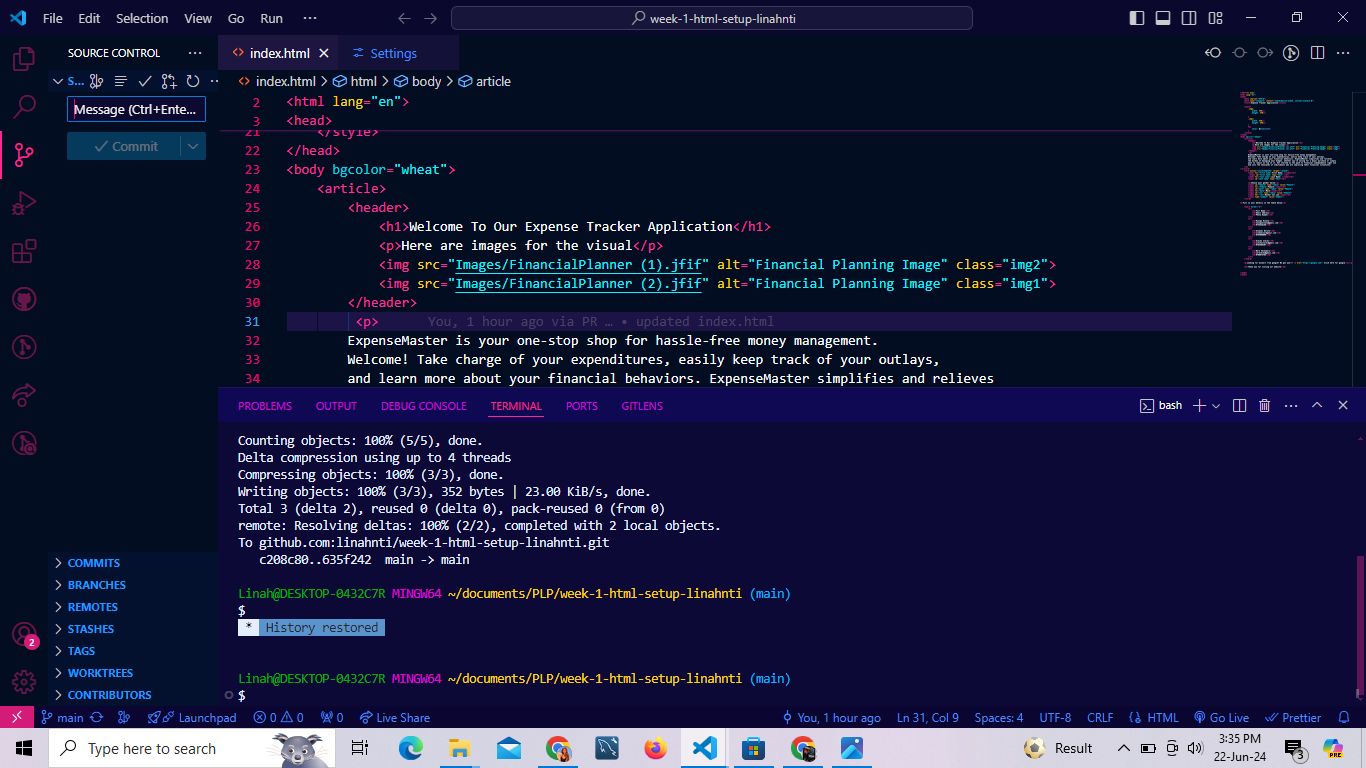 File Edit Selection View Go Run ··· week-1-html-setup-linahnti
SOURCE CONTROL ···
S... ··
Message (Ctrl+Ente...
Commit
index.html Settings ···
index.html > html > body > article
2 <html lang="en">
3 <head>
21 </style>
22 </head>
23 <body bgcolor="wheat">
24 <article>
25 <header>
26 <h1>Welcome To Our Expense Tracker Application</h1>
27 <p>Here are images for the visual</p>
28 <img src="Images/FinancialPlanner (1).jfif" alt="Financial Planning Image" class="img2">
29 <img src="Images/FinancialPlanner (2).jfif" alt="Financial Planning Image" class="img1">
30 </header>
31 <p> You, 1 hour ago via PR … • updated index.html
32 ExpenseMaster is your one-stop shop for hassle-free money management.
33 Welcome! Take charge of your expenditures, easily keep track of your outlays,
34 and learn more about your financial behaviors. ExpenseMaster simplifies and relieves
PROBLEMS OUTPUT DEBUG CONSOLE TERMINAL PORTS GITLENS bash ···
Counting objects: 100% (5/5), done.
Delta compression using up to 4 threads
Compressing objects: 100% (3/3), done.
Writing objects: 100% (3/3), 352 bytes | 23.00 KiB/s, done.
Total 3 (delta 2), reused 0 (delta 0), pack-reused 0 (from 0)
remote: Resolving deltas: 100% (2/2), completed with 2 local objects.
To github.com:linahnti/week-1-html-setup-linahnti.git
c208c80..635f242 main -> main
Linah@DESKTOP-0432C7R MINGW64 ~/documents/PLP/week-1-html-setup-linahnti (main)
$
* History restored
Linah@DESKTOP-0432C7R MINGW64 ~/documents/PLP/week-1-html-setup-linahnti (main)
$
COMMITS
BRANCHES
REMOTES
STASHES
TAGS
WORKTREES
CONTRIBUTORS
2
main Launchpad 0 0 0 Live Share You, 1 hour ago Ln 31, Col 9 Spaces: 4 UTF-8 CRLF HTML Go Live Prettier
Type here to search Result 3:35 PM
22-Jun-24 3 PRE